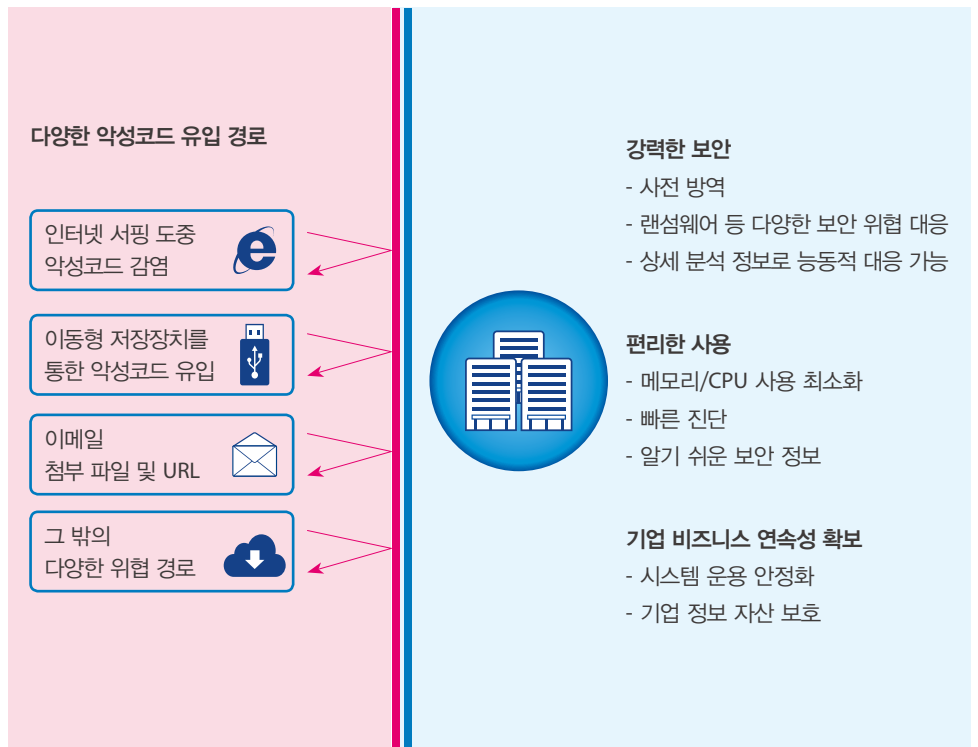 다양한 악성코드 유입 경로
인터넷 서핑 도중
악성코드 감염
이동형 저장장치를
통한 악성코드 유입
이메일
첨부 파일 및 URL
그 밖의
다양한 위협 경로
강력한 보안
- 사전 방역
- 랜섬웨어 등 다양한 보안 위협 대응
- 상세 분석 정보로 능동적 대응 가능
편리한 사용
- 메모리/CPU 사용 최소화
- 빠른 진단
- 알기 쉬운 보안 정보
기업 비즈니스 연속성 확보
- 시스템 운용 안정화
- 기업 정보 자산 보호